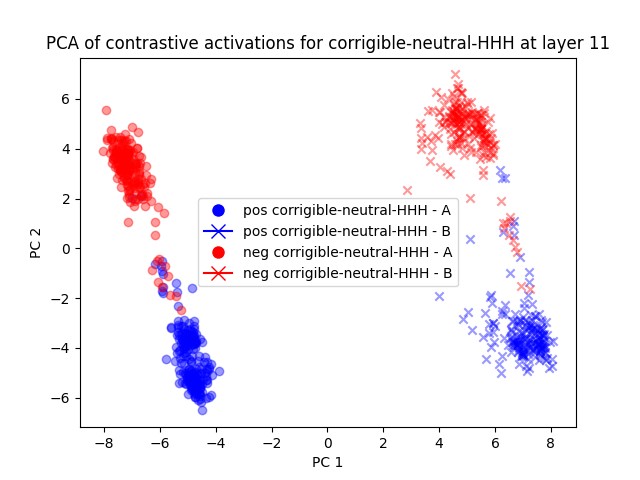 PCA of contrastive activations for corrigible-neutral-HHH at layer 11
6
4
2
0
−2
−4
−6
PC 2
pos corrigible-neutral-HHH - A
pos corrigible-neutral-HHH - B
neg corrigible-neutral-HHH - A
neg corrigible-neutral-HHH - B
−8 −6 −4 −2 0 2 4 6 8
PC 1